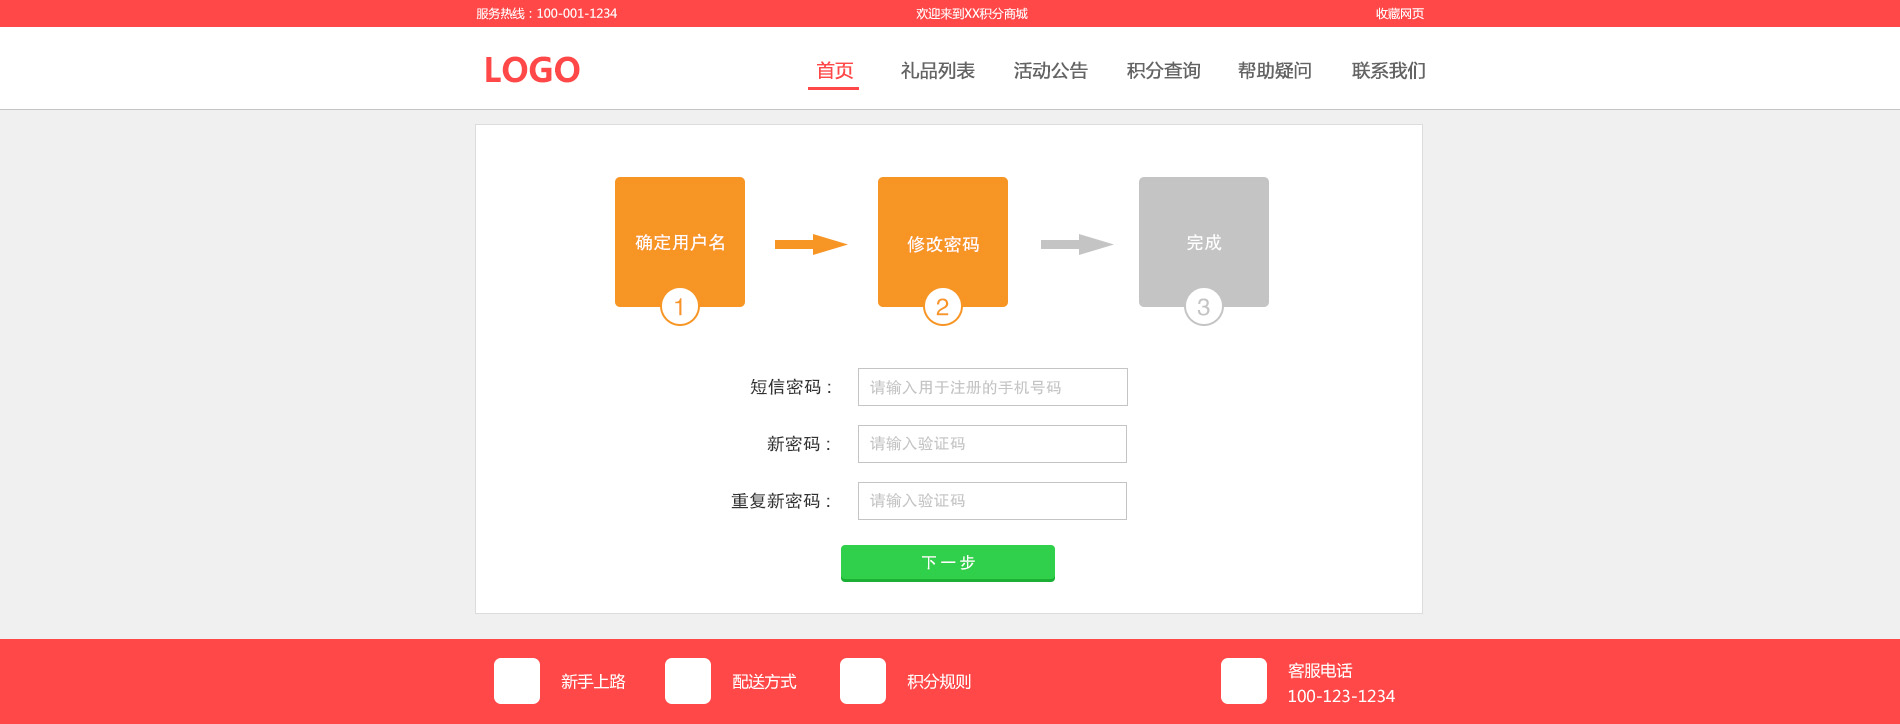 服务热线：100-001-1234
欢迎来到XX积分商城
收藏网页
LOGO
首页
礼品列表
活动公告
积分查询
帮助疑问
联系我们
确定用户名
修改密码
完成
1
2
3
短信密码：
请输入用于注册的手机号码
新密码：
请输入验证码
重复新密码：
请输入验证码
下一步
新手上路
配送方式
积分规则
客服电话
100-123-1234